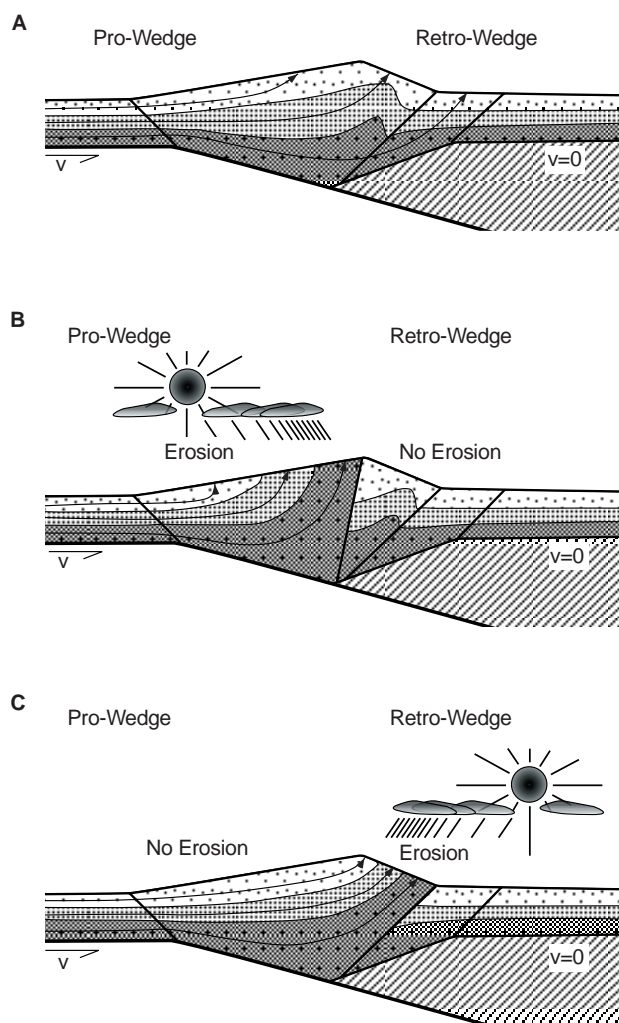 A
Pro-Wedge Retro-Wedge
v v=0
B
Pro-Wedge Retro-Wedge
Erosion No Erosion
v v=0
C
Pro-Wedge Retro-Wedge
No Erosion Erosion
v v=0